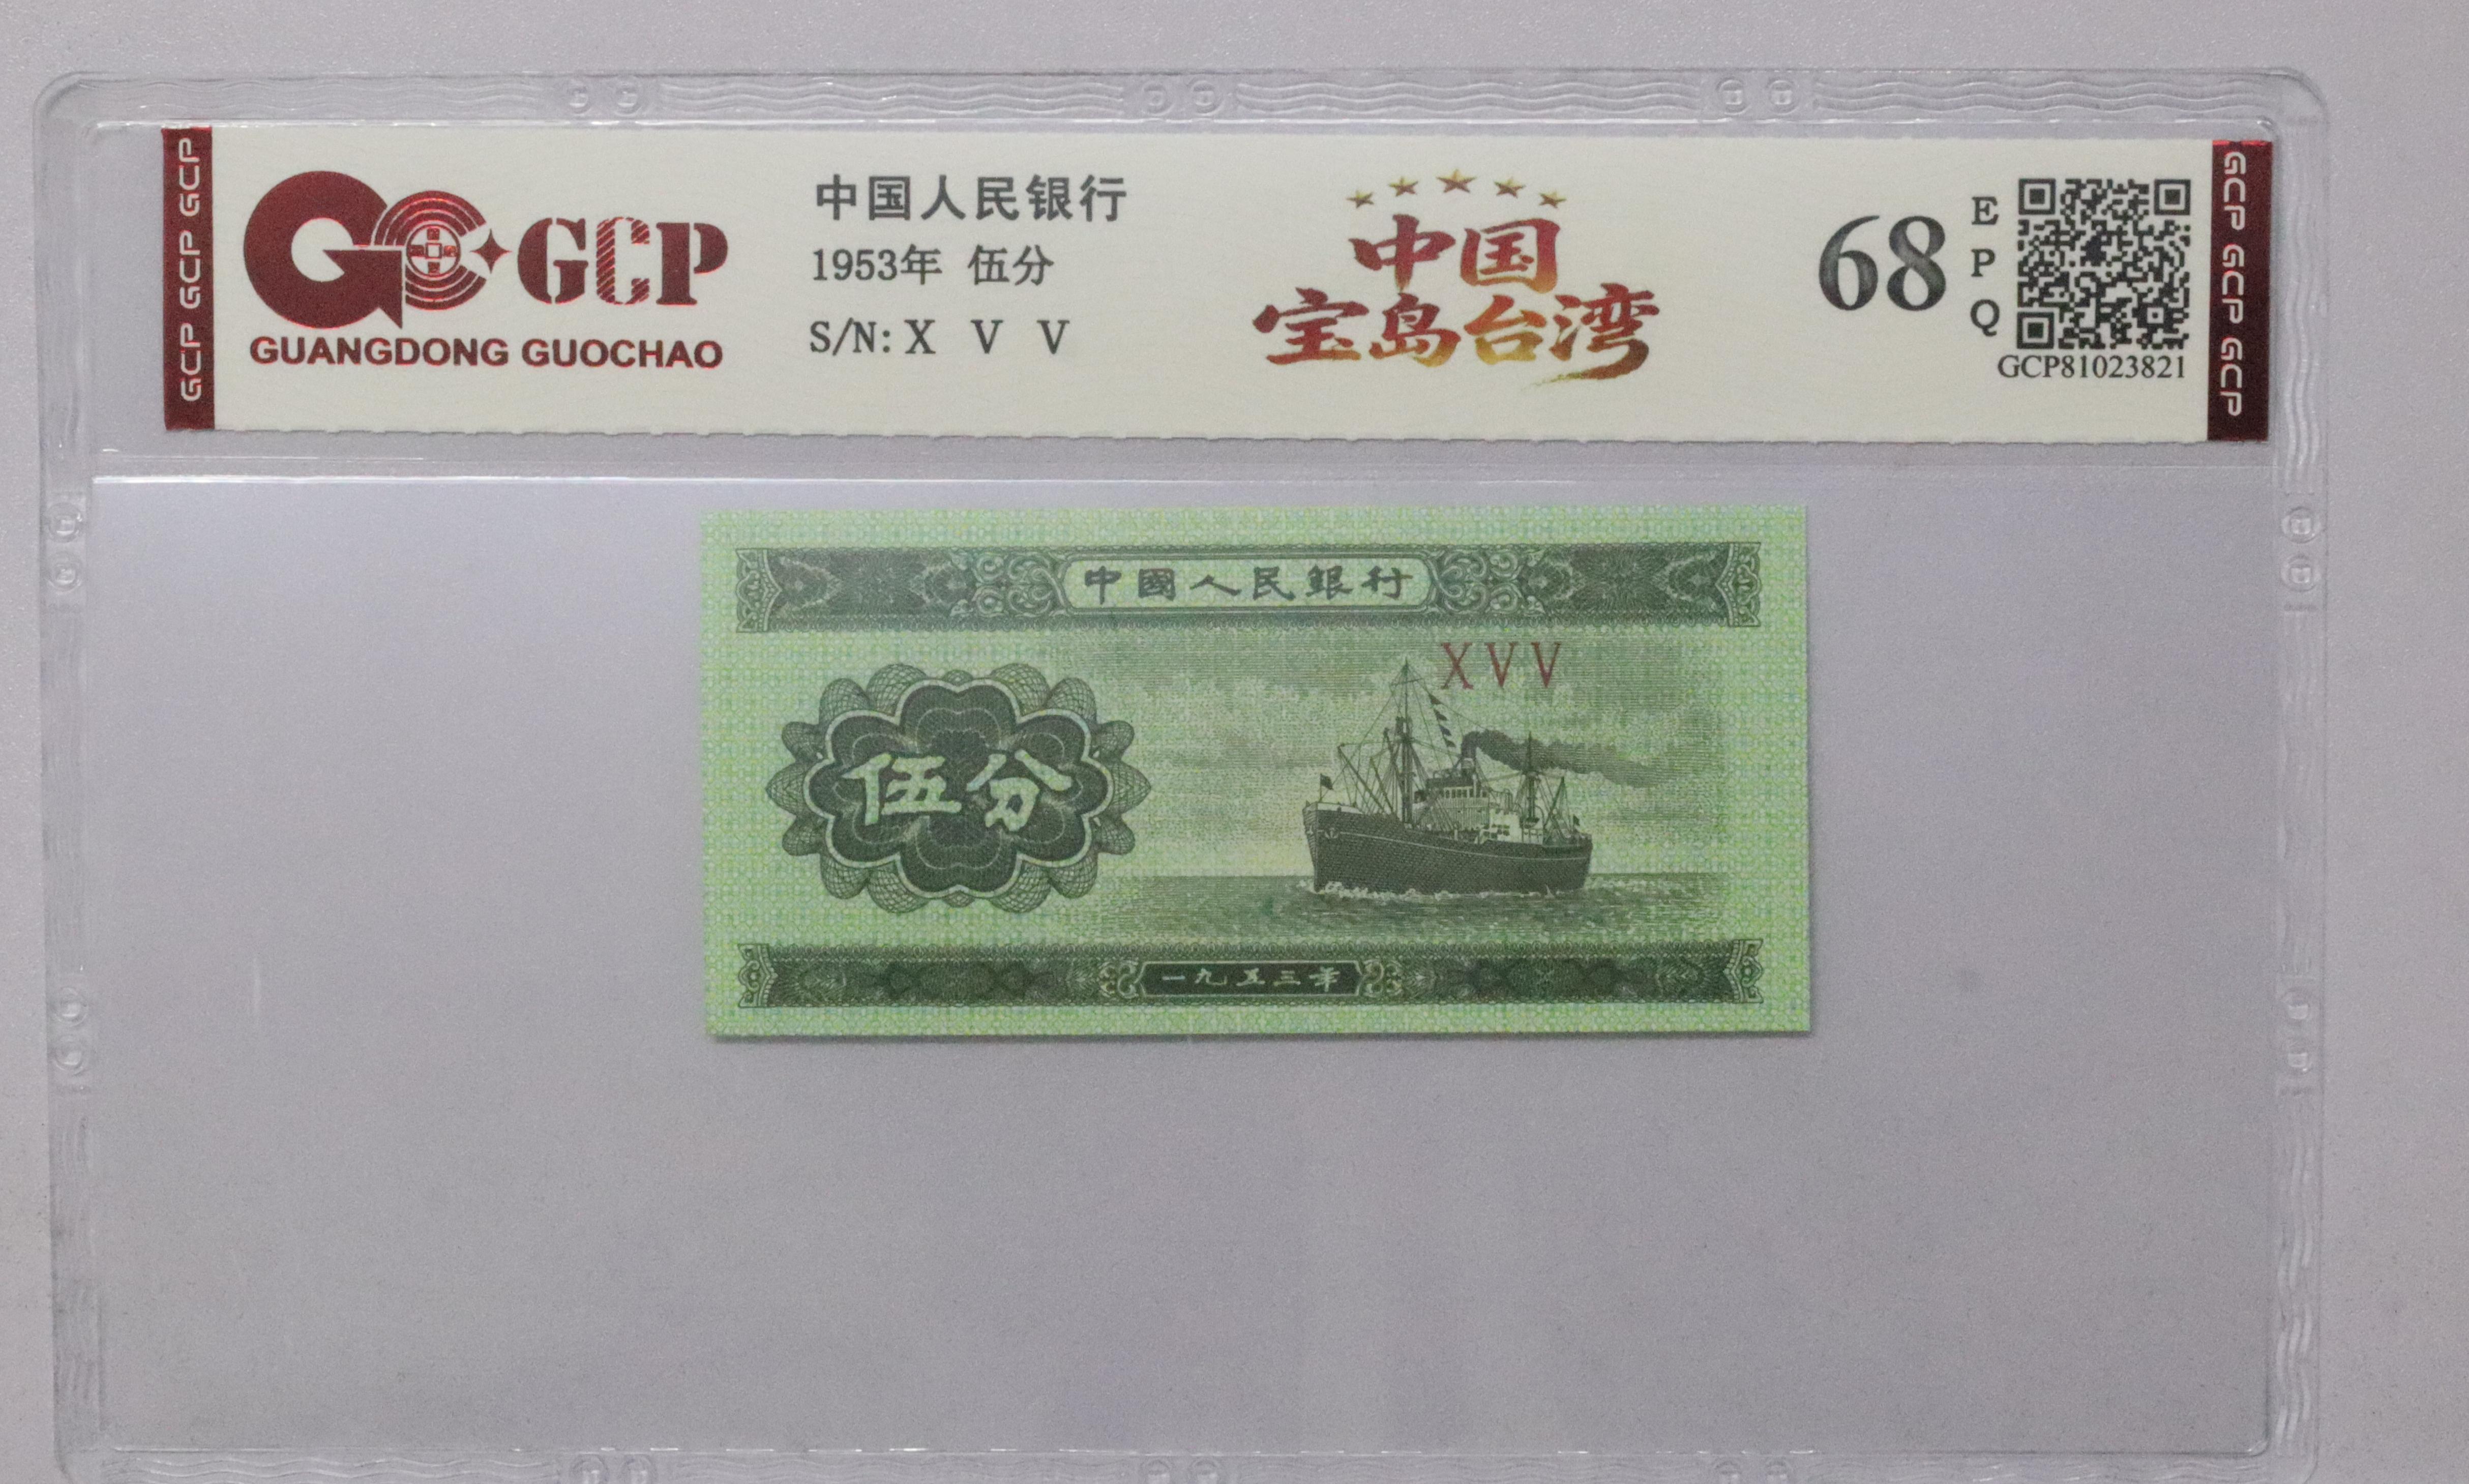 GCP GCP GCP
GCP
GUANGDONG GUOCHAO
中国人民银行
1953年 伍分
S/N: X V V
中国
宝岛台湾
68
E
P
Q
GCP81023821
GCP GCP GCP
中國人民銀行
X V V
伍分
一九五三年